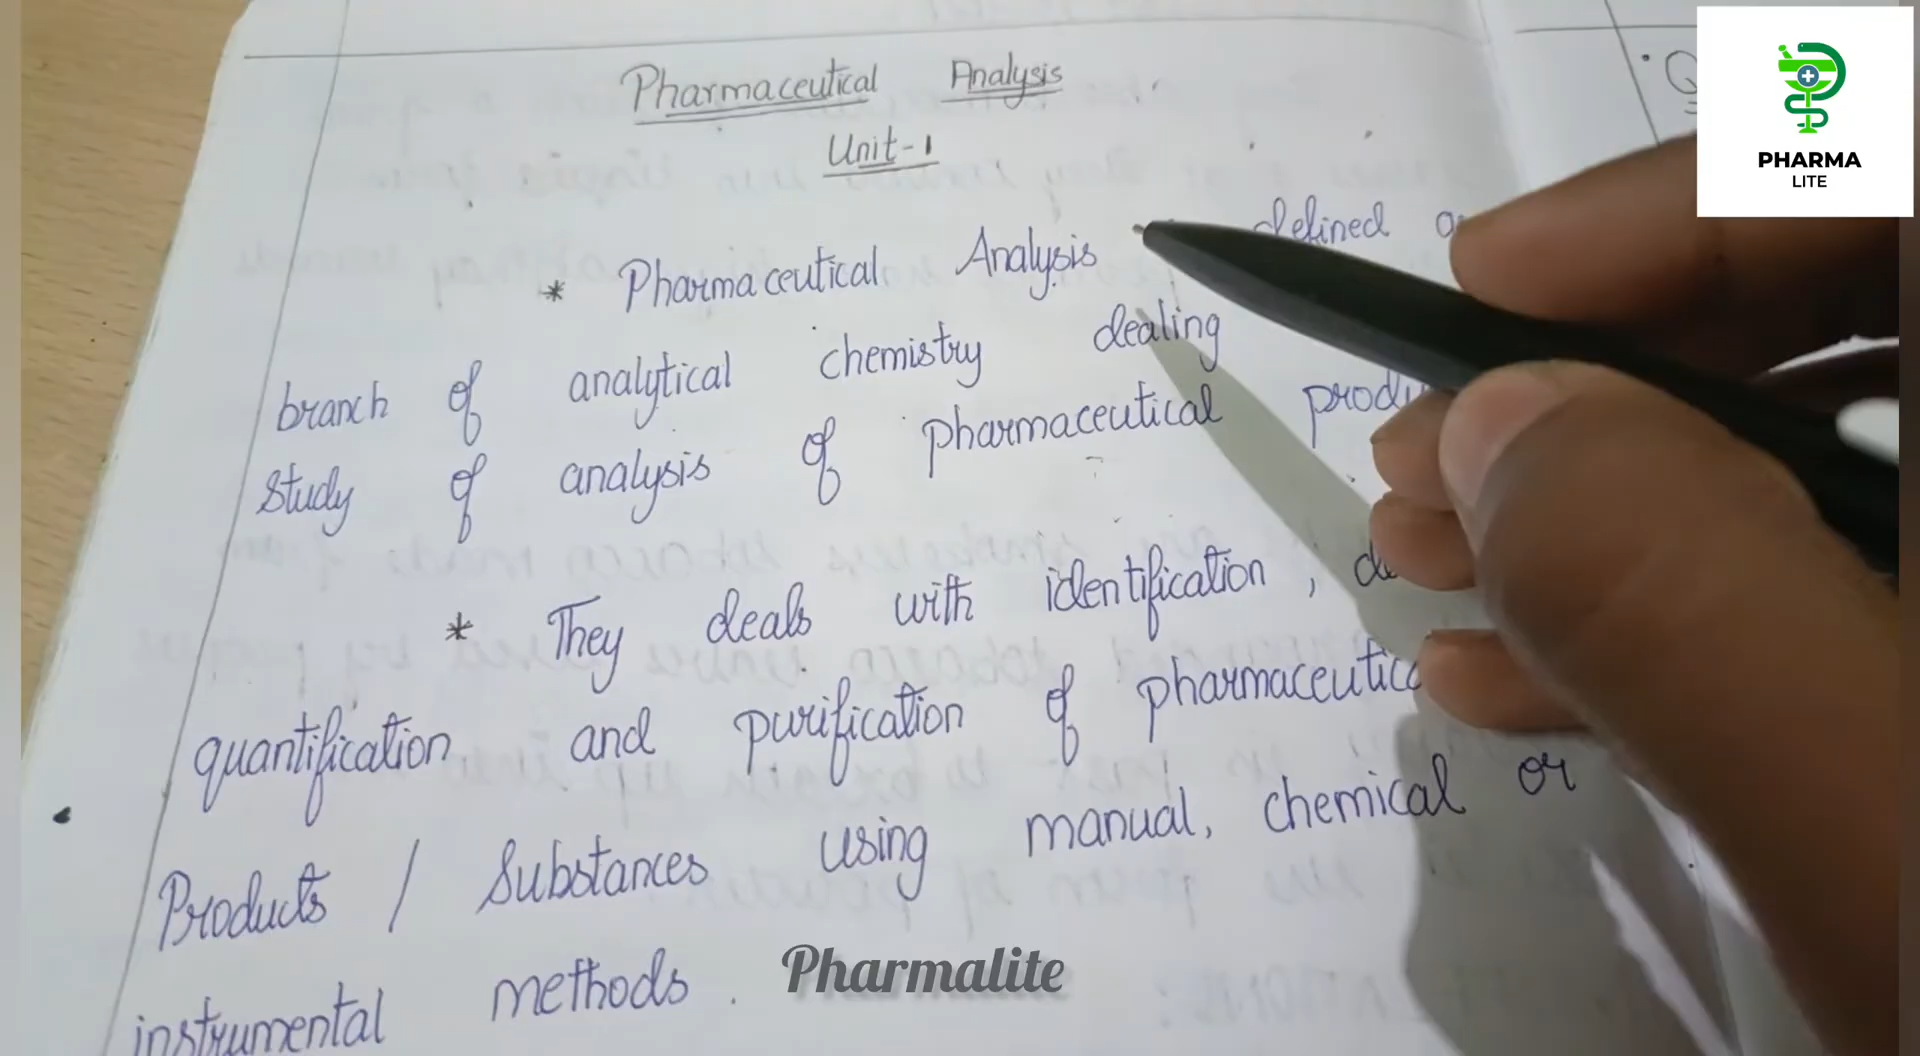 Pharmaceutical Analysis
Unit-1
* Pharmaceutical Analysis defined
branch of analytical chemistry dealing
study of analysis of pharmaceutical
* They deals with identification,
quantification and purification of
Products / Substances using manual, chemical or
instrumental methods.
PHARMA
LITE
Pharmalite